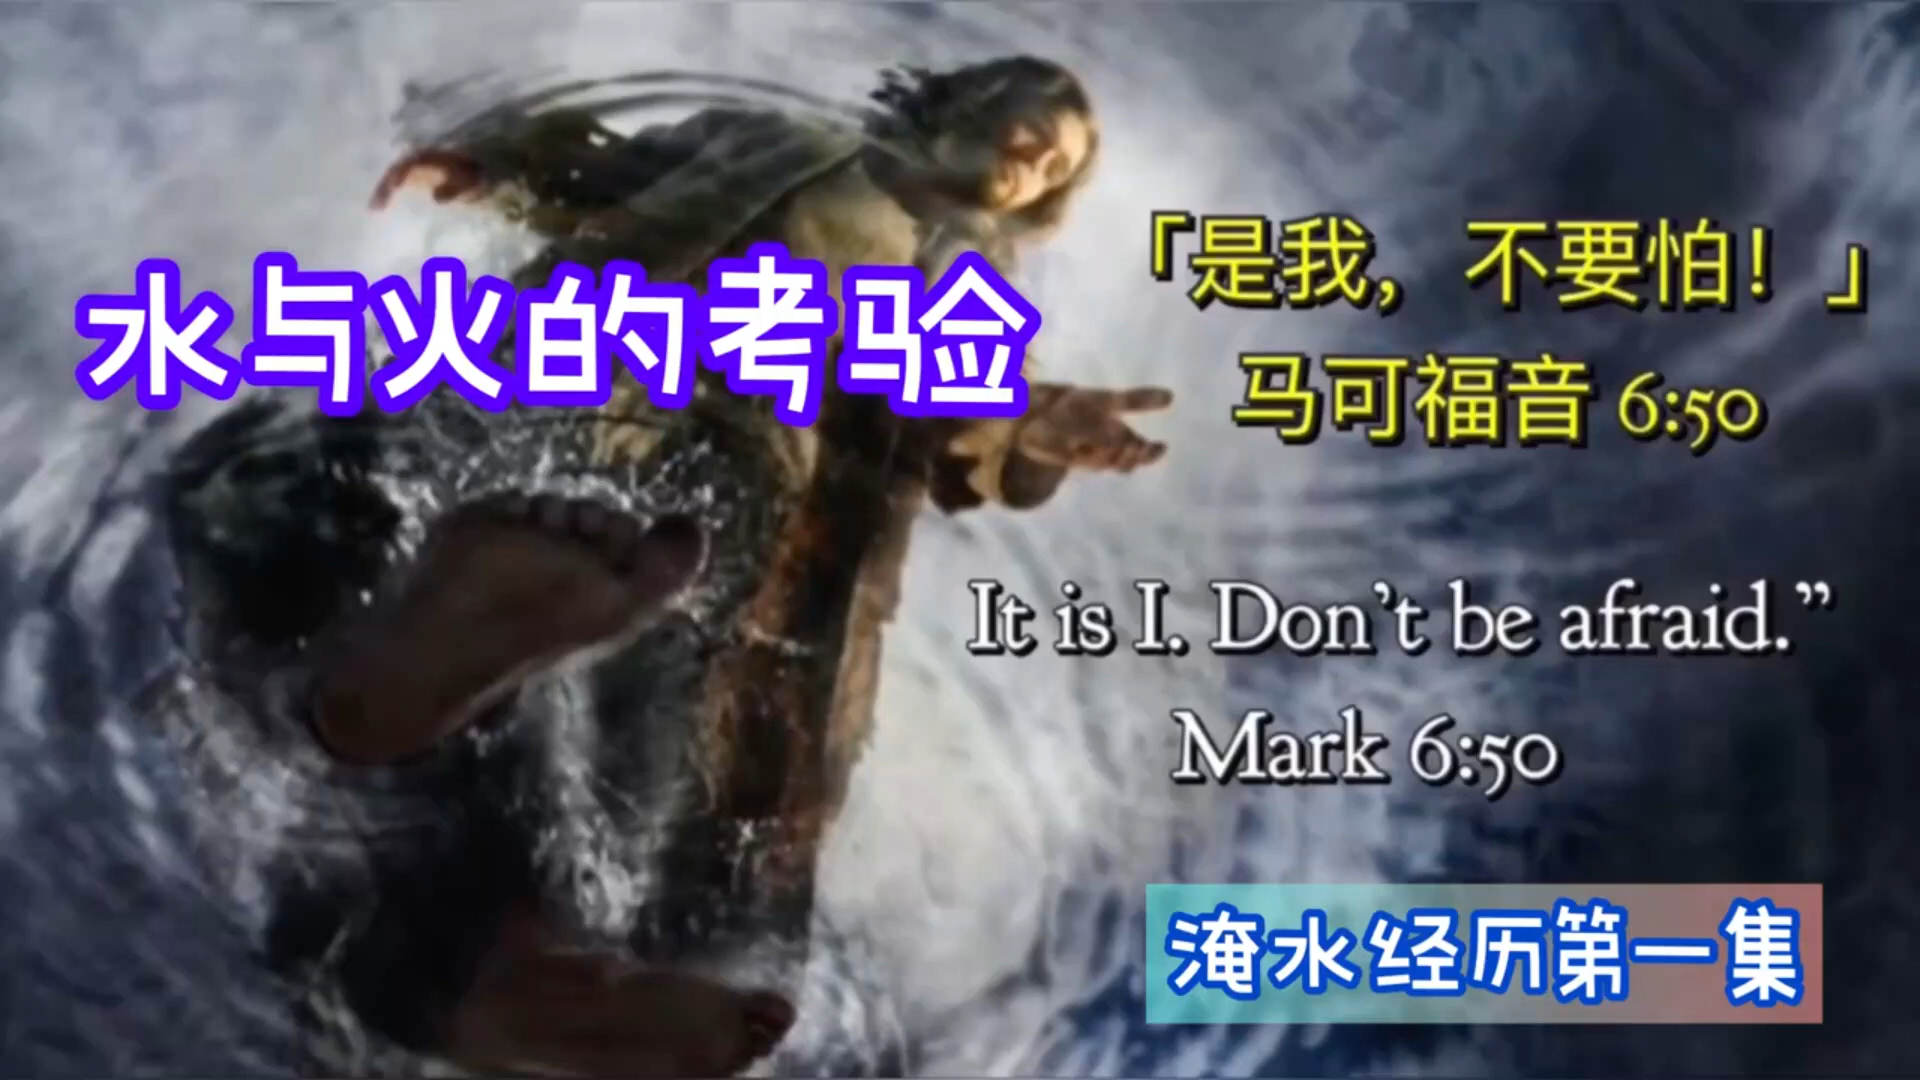 水与火的考验
「是我，不要怕！」
马可福音 6:50
It is I. Don't be afraid.”
Mark 6:50
淹水经历第一集